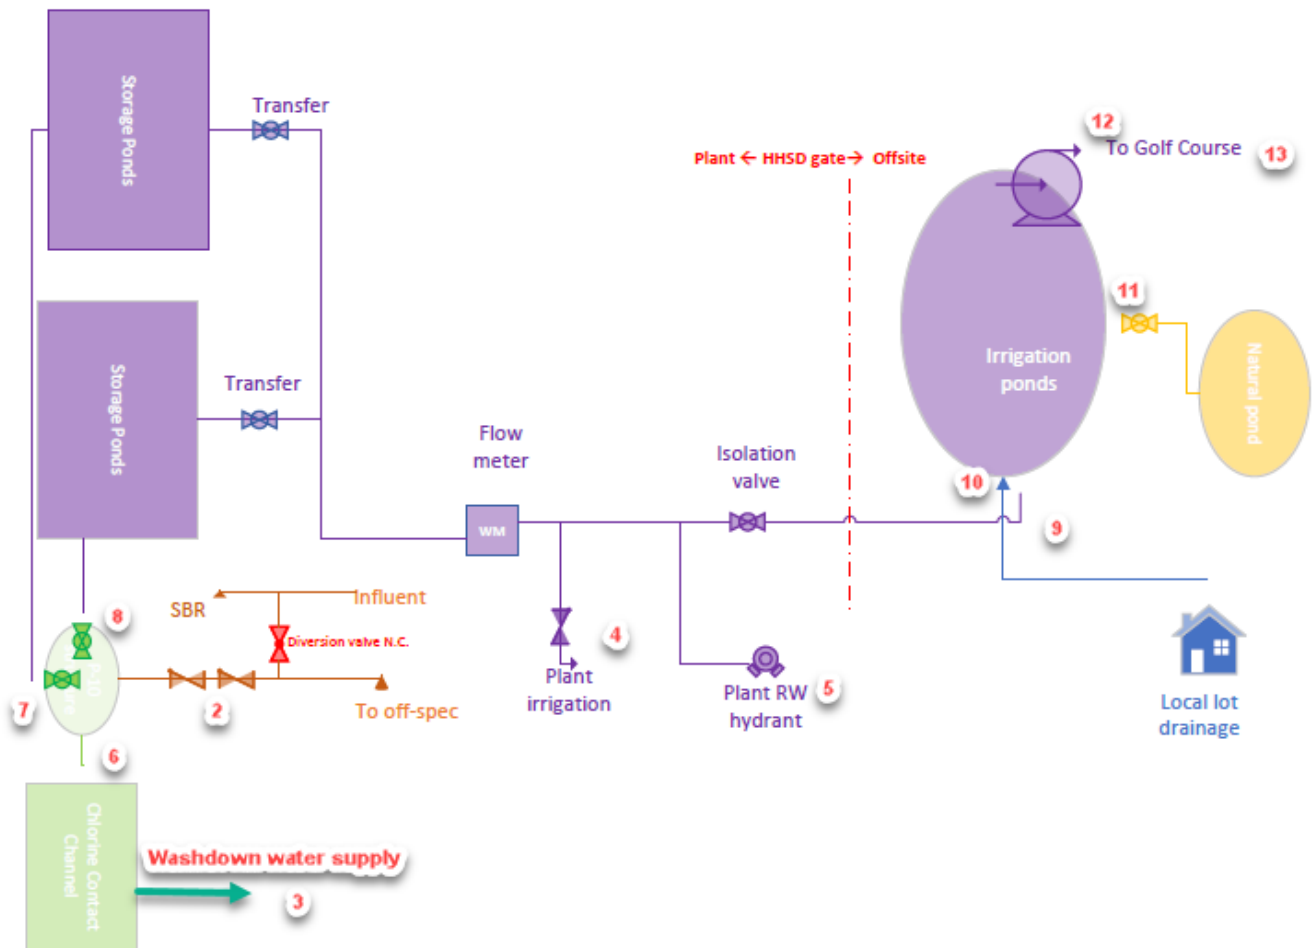 Storage Ponds
Transfer
12
To Golf Course
13
Plant ← HHSD gate → Offsite
11
Storage Ponds
Transfer
Irrigation
ponds
Natural pond
Flow
meter
Isolation
valve
10
WM
9
8
SBR
Influent
Diversion valve N.C.
4
7
2
To off-spec
Plant
irrigation
Plant RW
hydrant
5
Local lot
drainage
6
Chlorine Contact
Channel
Washdown water supply
3